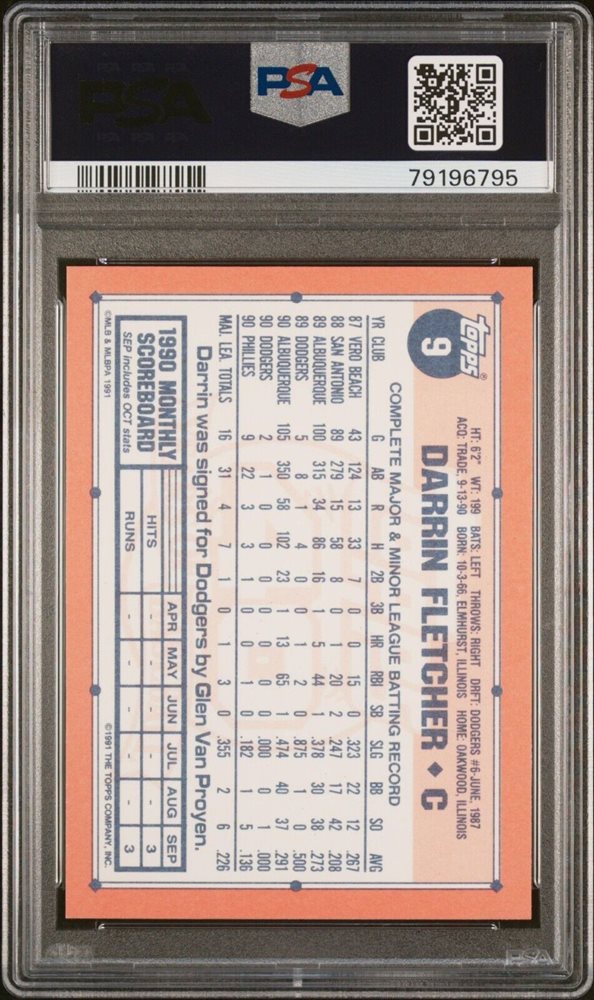 PSA
PSA
79196795
topps®
9
DARRIN FLETCHER ♦ C
HT: 6'2" WT: 199 BATS: LEFT THROWS: RIGHT DRFT: DODGERS #6-JUNE, 1987
ACQ: TRADE, 9-13-90 BORN: 10-3-66, ELMHURST, ILLINOIS HOME: OAKWOOD, ILLINOIS
COMPLETE MAJOR & MINOR LEAGUE BATTING RECORD
YR CLUB G AB R H 2B 3B HR RBI SB SLG BB SO AVG
87 VERO BEACH 43 124 13 33 7 0 0 15 0 .323 22 12 .267
88 SAN ANTONIO 89 279 15 58 8 0 1 20 2 .247 17 42 .208
89 ALBUQUERQUE 100 315 34 86 16 1 5 44 1 .378 30 38 .273
89 DODGERS 5 8 1 4 0 0 1 2 0 .875 1 0 .500
90 ALBUQUERQUE 105 350 58 102 23 1 13 65 1 .474 40 37 .291
90 DODGERS 2 1 0 0 0 0 0 0 0 .000 0 1 .000
90 PHILLIES 9 22 3 3 1 0 0 1 0 .182 1 5 .136
MAJ. LEA. TOTALS 16 31 4 7 1 0 1 3 0 .355 2 6 .226
Darrin was signed for Dodgers by Glen Van Proyen.
1990 MONTHLY
SCOREBOARD
SEP includes OCT stats
APR MAY JUN JUL AUG SEP
HITS - - - - - 3
RUNS - - - - - 3
©MLB & MLBPA 1991
©1991 THE TOPPS COMPANY, INC.
PSA